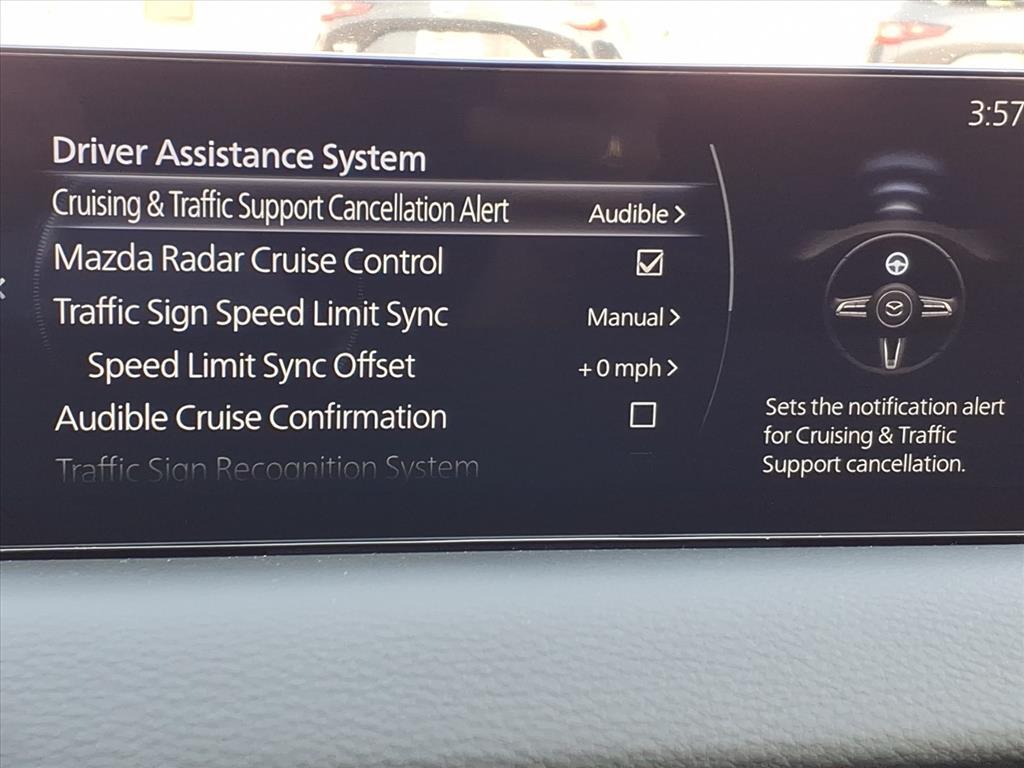 3:57
Driver Assistance System
Cruising & Traffic Support Cancellation Alert Audible >
Mazda Radar Cruise Control
Traffic Sign Speed Limit Sync Manual >
Speed Limit Sync Offset + 0 mph >
Audible Cruise Confirmation
Traffic Sign Recognition System
Sets the notification alert
for Cruising & Traffic
Support cancellation.